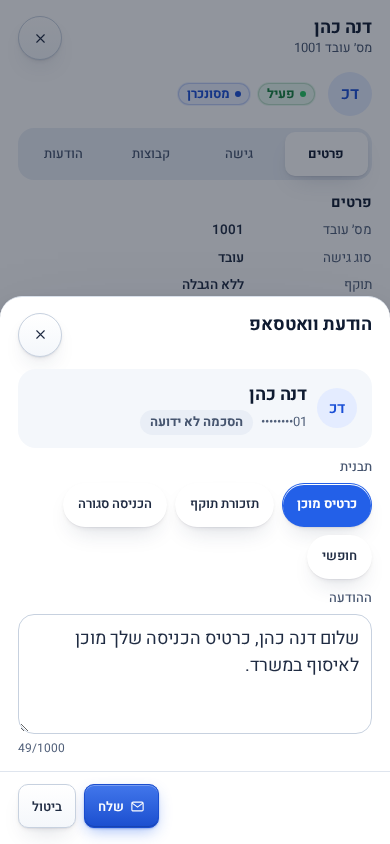 דנה כהן
מס׳ עובד 1001
דכ
פעיל
מסונכרן
פרטים
גישה
קבוצות
הודעות
פרטים
מס׳ עובד 1001
סוג גישה עובד
תוקף ללא הגבלה
הודעת וואטסאפ
דכ
דנה כהן
••••••••01 הסכמה לא ידועה
תבנית
כרטיס מוכן
תזכורת תוקף
הכניסה סגורה
חופשי
ההודעה
שלום דנה כהן, כרטיס הכניסה שלך מוכן
לאיסוף במשרד.
49/1000
שלח
ביטול